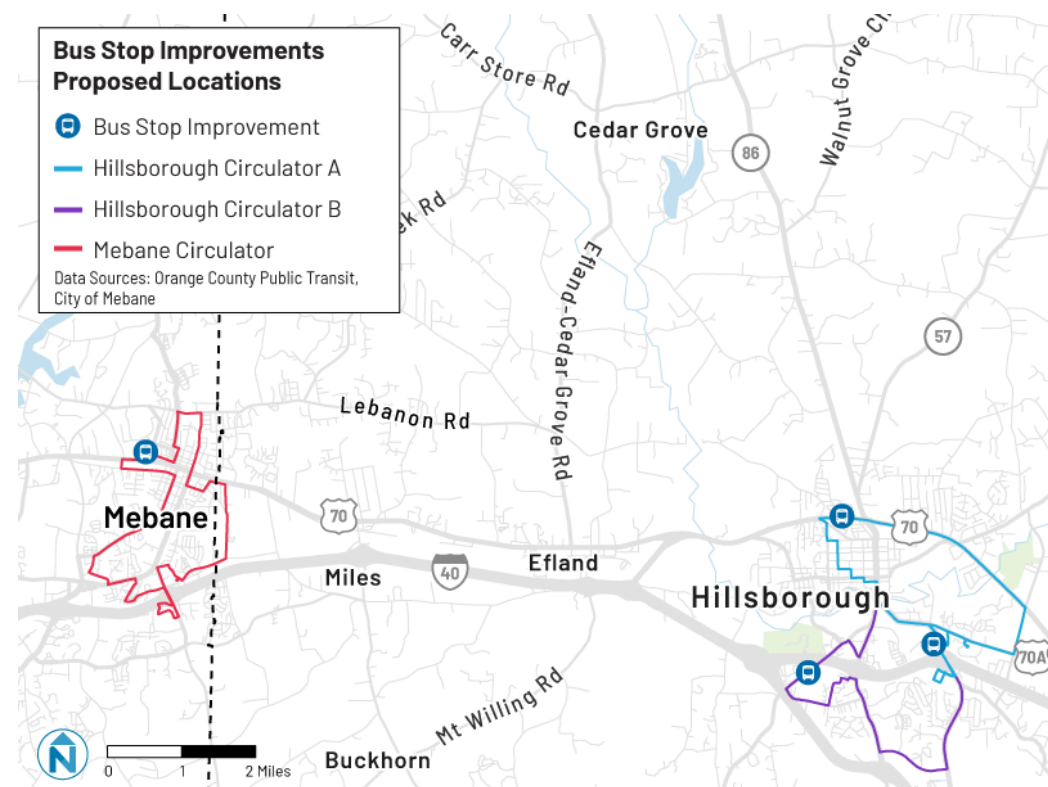 Bus Stop Improvements
Proposed Locations
Bus Stop Improvement
Hillsborough Circulator A
Hillsborough Circulator B
Mebane Circulator
Data Sources: Orange County Public Transit,
City of Mebane
Carr Store Rd
Cedar Grove
86
Walnut Grove
ek Rd
Efland-Cedar Grove Rd
57
Lebanon Rd
Mebane
70
70
Miles
40
Efland
Hillsborough
70A
Mt Willing Rd
Buckhorn
N
0 1 2 Miles